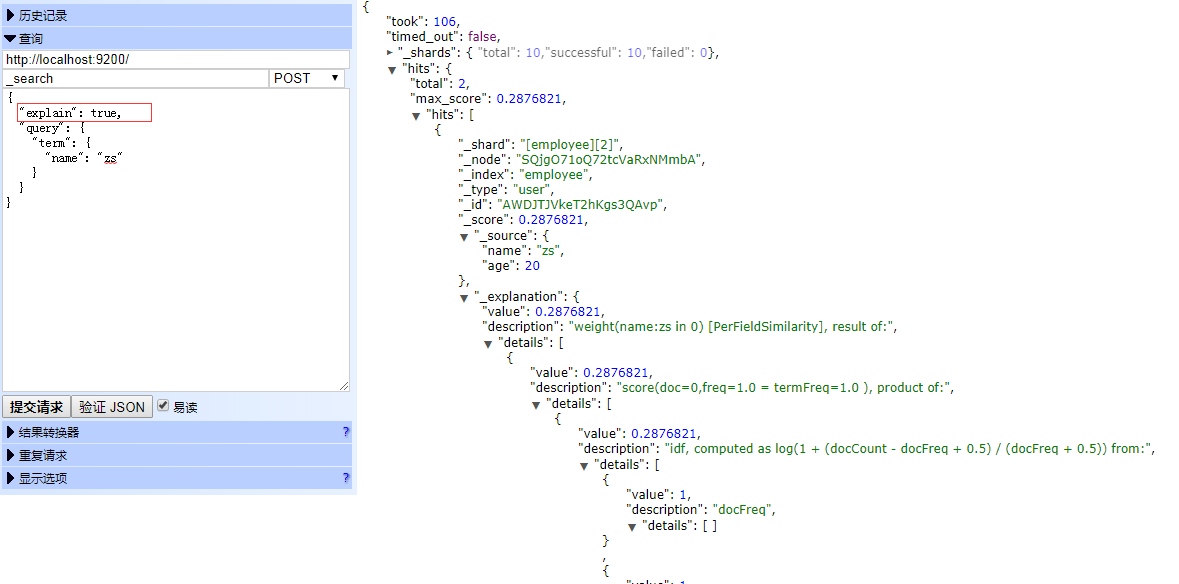 历史记录
查询
http://localhost:9200/
_search POST
{
"explain": true,
"query": {
"term": {
"name": "zs"
}
}
}
提交请求 验证 JSON 易读
结果转换器 ?
重复请求
显示选项 ?
{
"took": 106,
"timed_out": false,
"_shards": { "total": 10,"successful": 10,"failed": 0},
"hits": {
"total": 2,
"max_score": 0.2876821,
"hits": [
{
"_shard": "[employee][2]",
"_node": "SQjgO71oQ72tcVaRxNMmbA",
"_index": "employee",
"_type": "user",
"_id": "AWDJTJVkeT2hKgs3QAvp",
"_score": 0.2876821,
"_source": {
"name": "zs",
"age": 20
},
"_explanation": {
"value": 0.2876821,
"description": "weight(name:zs in 0) [PerFieldSimilarity], result of:",
"details": [
{
"value": 0.2876821,
"description": "score(doc=0,freq=1.0 = termFreq=1.0 ), product of:",
"details": [
{
"value": 0.2876821,
"description": "idf, computed as log(1 + (docCount - docFreq + 0.5) / (docFreq + 0.5)) from:",
"details": [
{
"value": 1,
"description": "docFreq",
"details": [ ]
}
,
{